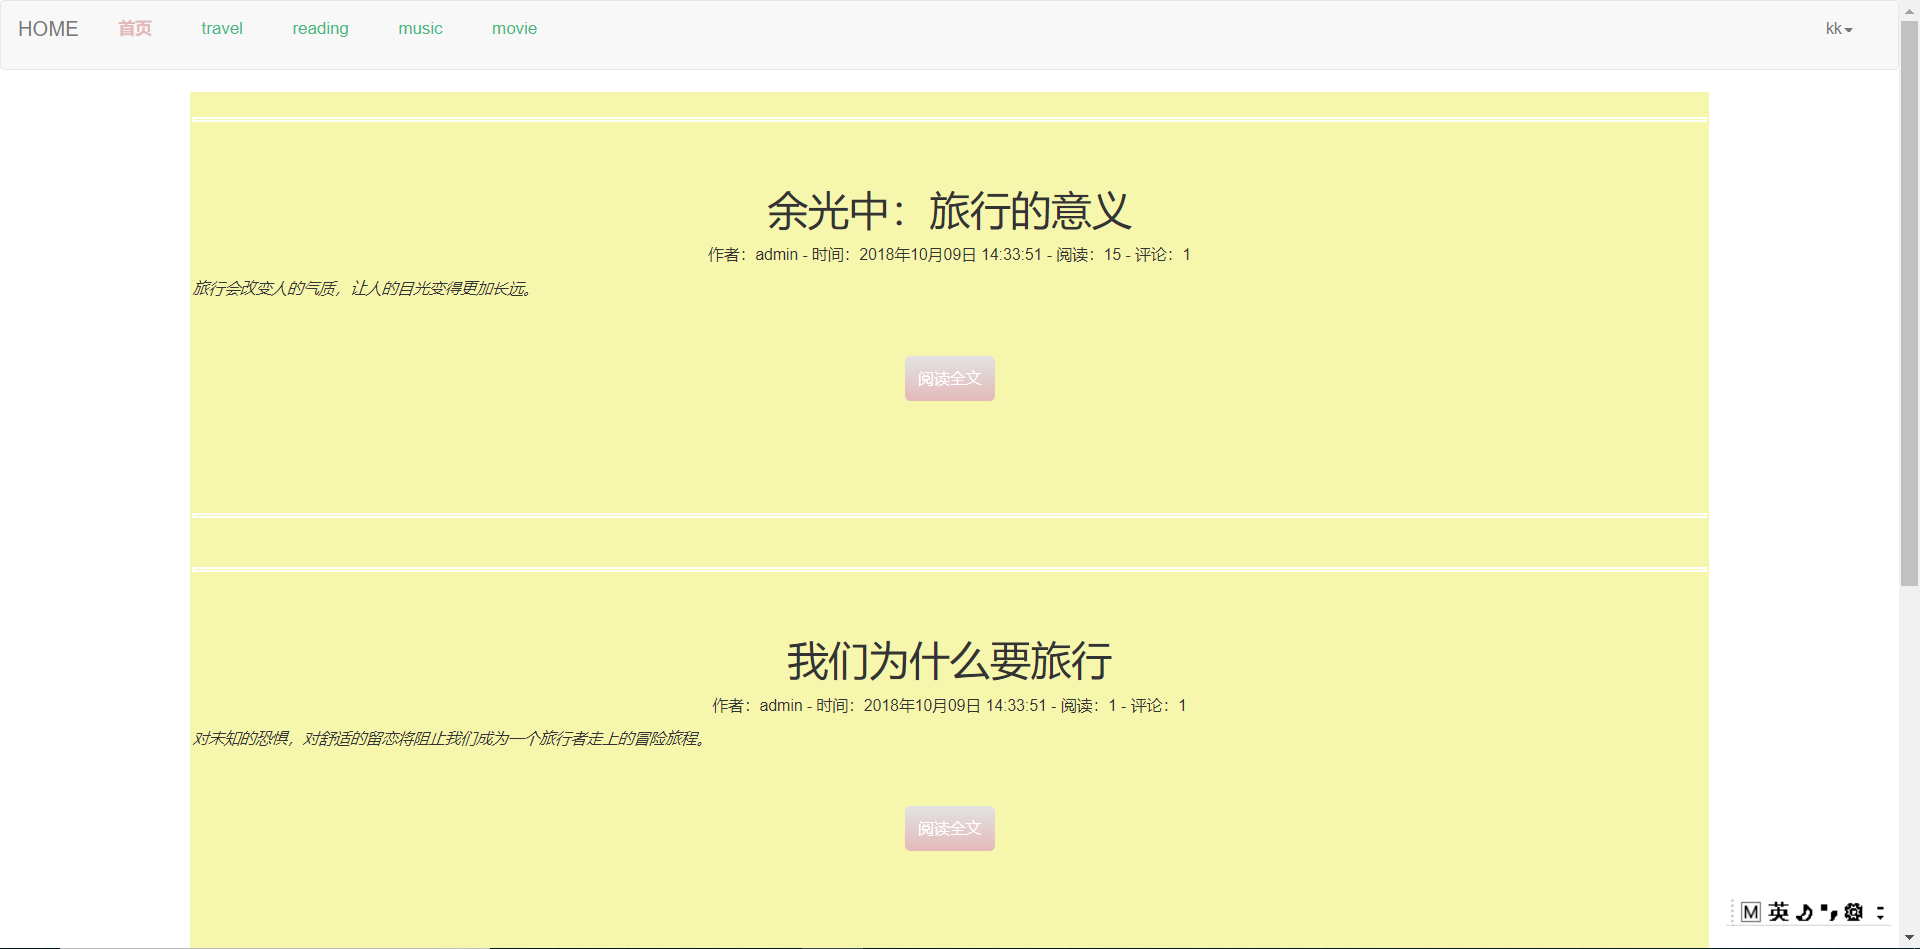 HOME 首页 travel reading music movie kk
余光中：旅行的意义
作者：admin - 时间：2018年10月09日 14:33:51 - 阅读：15 - 评论：1
旅行会改变人的气质，让人的目光变得更加长远。
阅读全文
我们为什么要旅行
作者：admin - 时间：2018年10月09日 14:33:51 - 阅读：1 - 评论：1
对未知的恐惧，对舒适的留恋将阻止我们成为一个旅行者走上的冒险旅程。
阅读全文
M 英